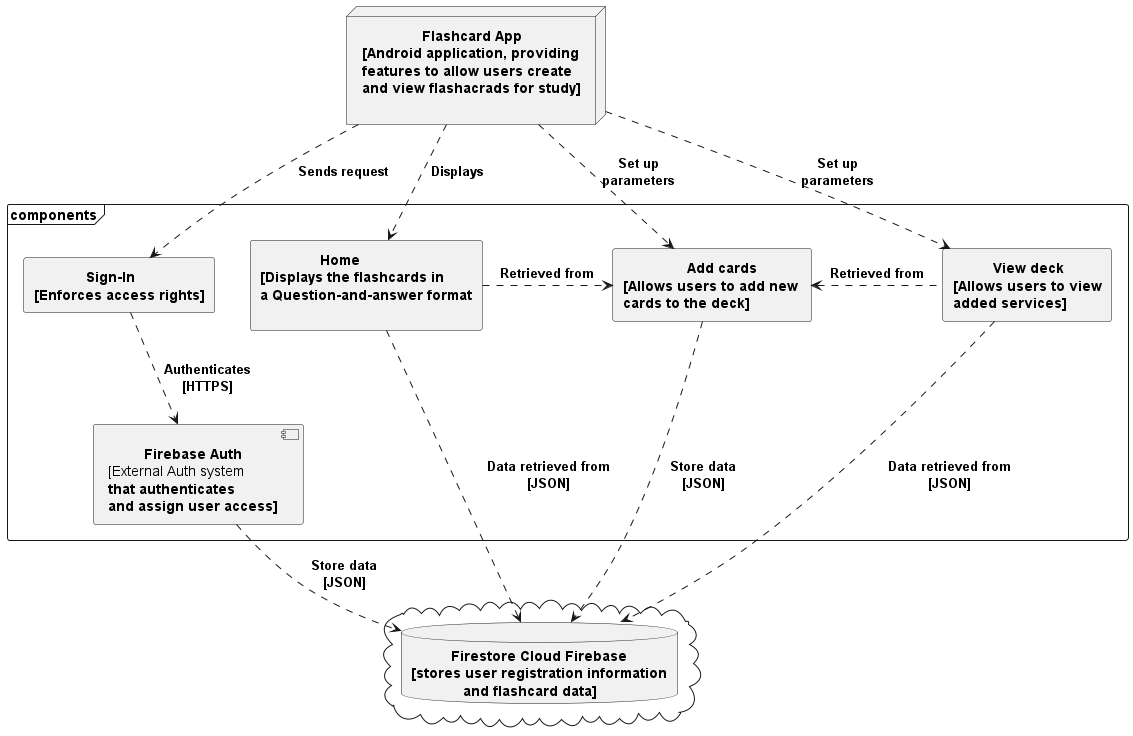 Flashcard App
[Android application, providing
features to allow users create
and view flashacrads for study]
Sends request
Displays
Set up
parameters
Set up
parameters
components
Sign-In
[Enforces access rights]
Home
[Displays the flashcards in
a Question-and-answer format
Retrieved from
Add cards
[Allows users to add new
cards to the deck]
Retrieved from
View deck
[Allows users to view
added services]
Authenticates
[HTTPS]
Firebase Auth
[External Auth system
that authenticates
and assign user access]
Data retrieved from
[JSON]
Store data
[JSON]
Data retrieved from
[JSON]
Store data
[JSON]
Firestore Cloud Firebase
[stores user registration information
and flashcard data]